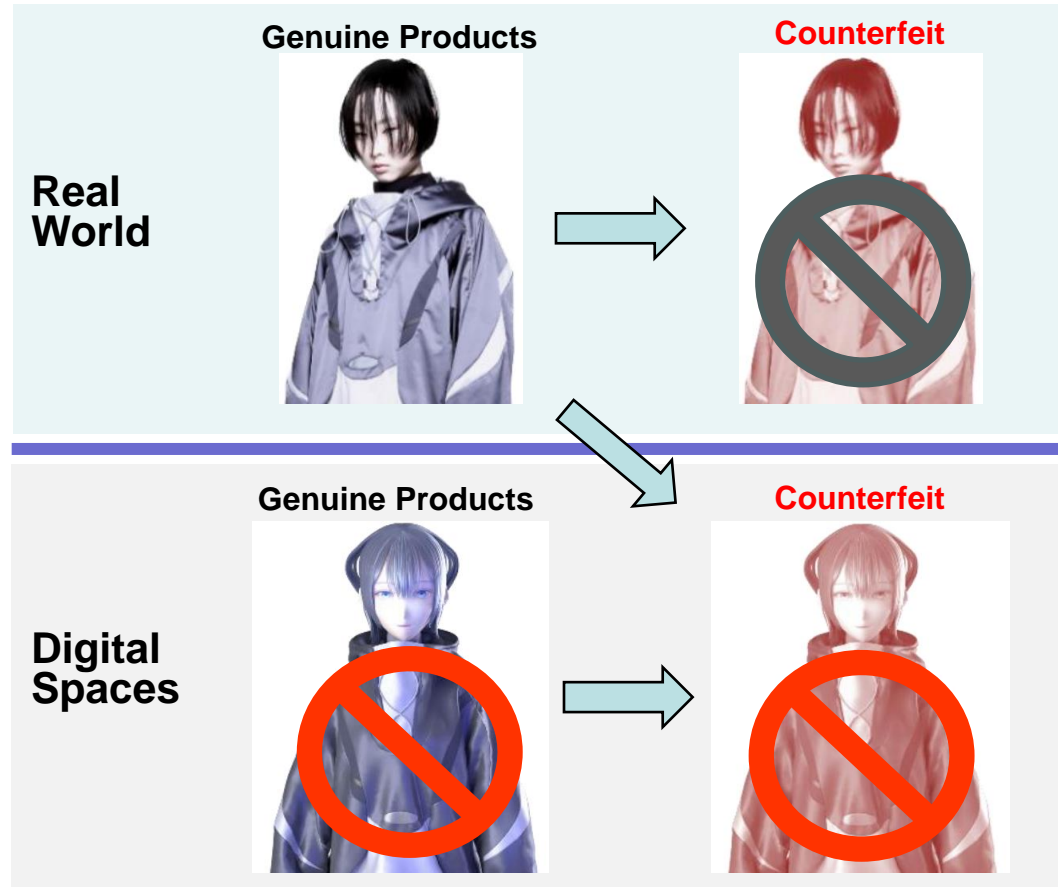 Genuine Products
Counterfeit
Real
World
Genuine Products
Counterfeit
Digital
Spaces